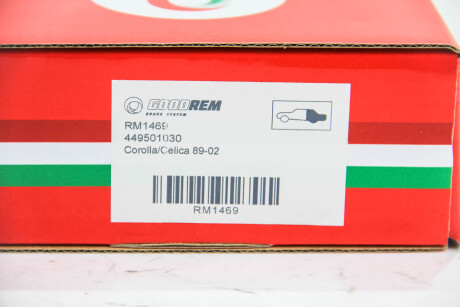 GOODREM
BRAKE SYSTEM
RM1469
449501030
Corolla/Celica 89-02
RM1469